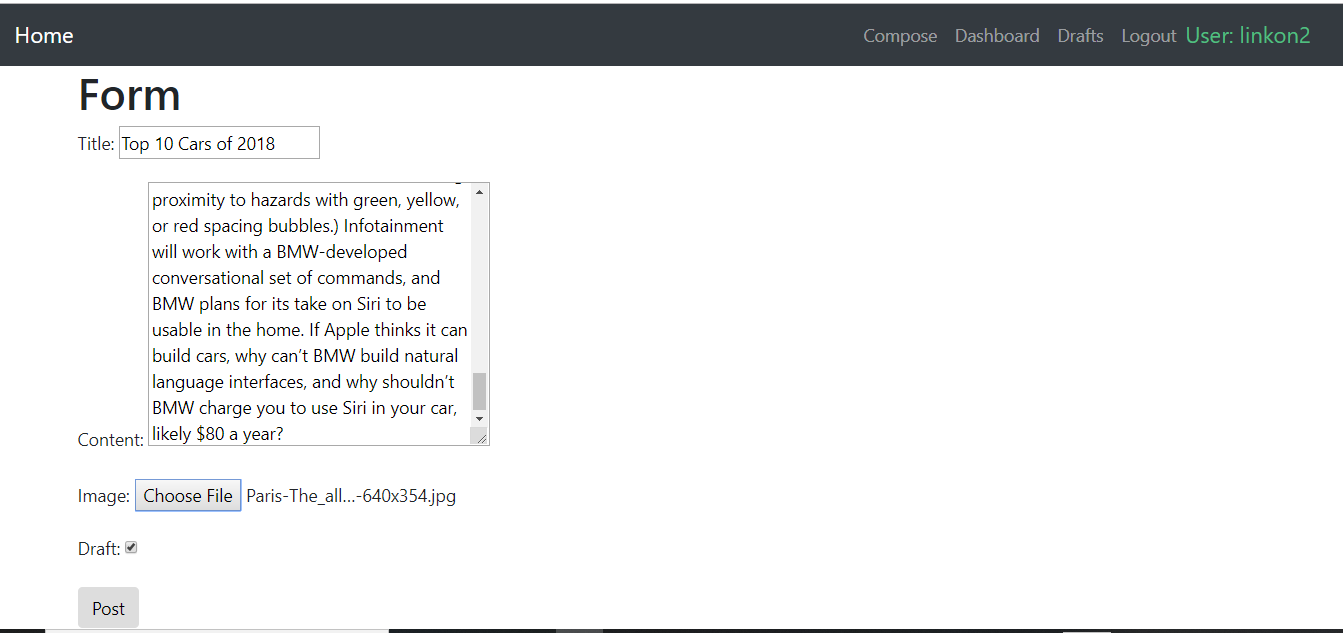 Home Compose Dashboard Drafts Logout User: linkon2
Form
Title: Top 10 Cars of 2018
proximity to hazards with green, yellow,
or red spacing bubbles.) Infotainment
will work with a BMW-developed
conversational set of commands, and
BMW plans for its take on Siri to be
usable in the home. If Apple thinks it can
build cars, why can’t BMW build natural
language interfaces, and why shouldn’t
BMW charge you to use Siri in your car,
Content: likely $80 a year?
Image: Choose File Paris-The_all...-640x354.jpg
Draft:
Post